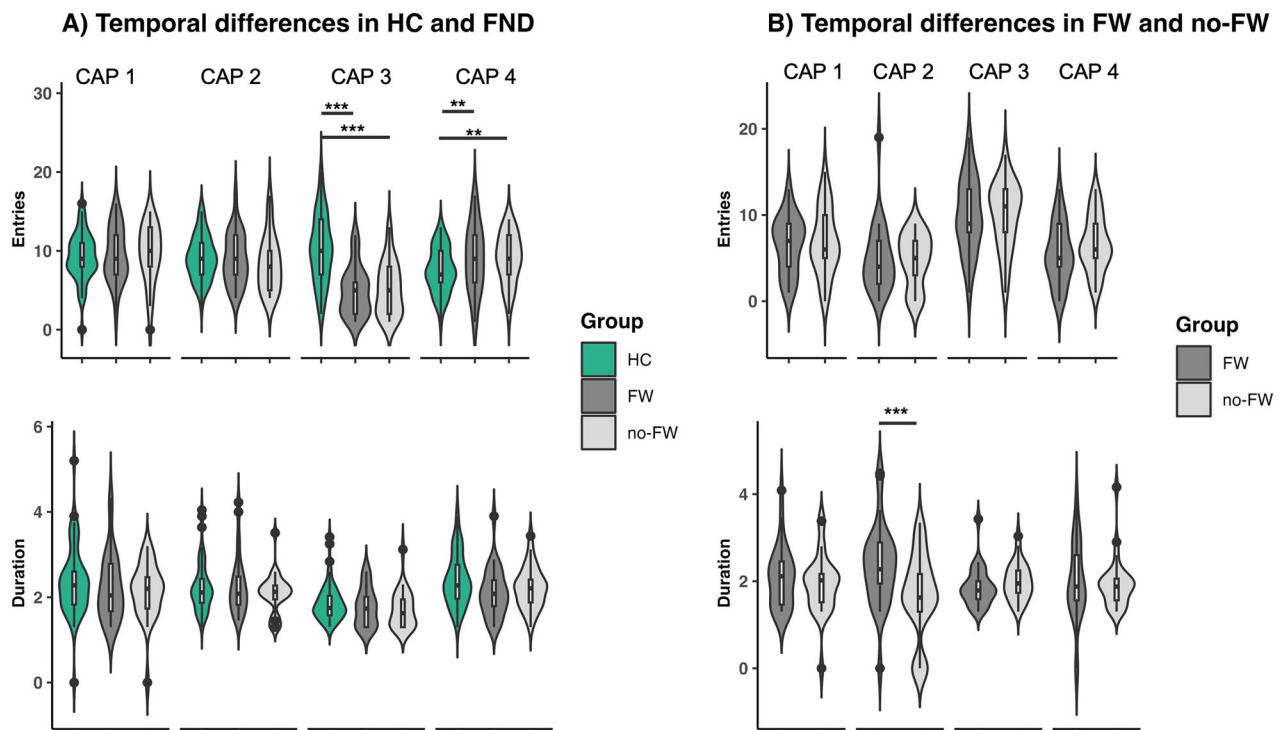 A) Temporal differences in HC and FND
CAP 1 CAP 2 CAP 3 CAP 4
30
20
10
0
Entries
*** ***
** **
Group
HC
FW
no-FW
6
4
2
0
Duration
B) Temporal differences in FW and no-FW
CAP 1 CAP 2 CAP 3 CAP 4
20
10
0
Entries
Group
FW
no-FW
***
4
2
0
Duration